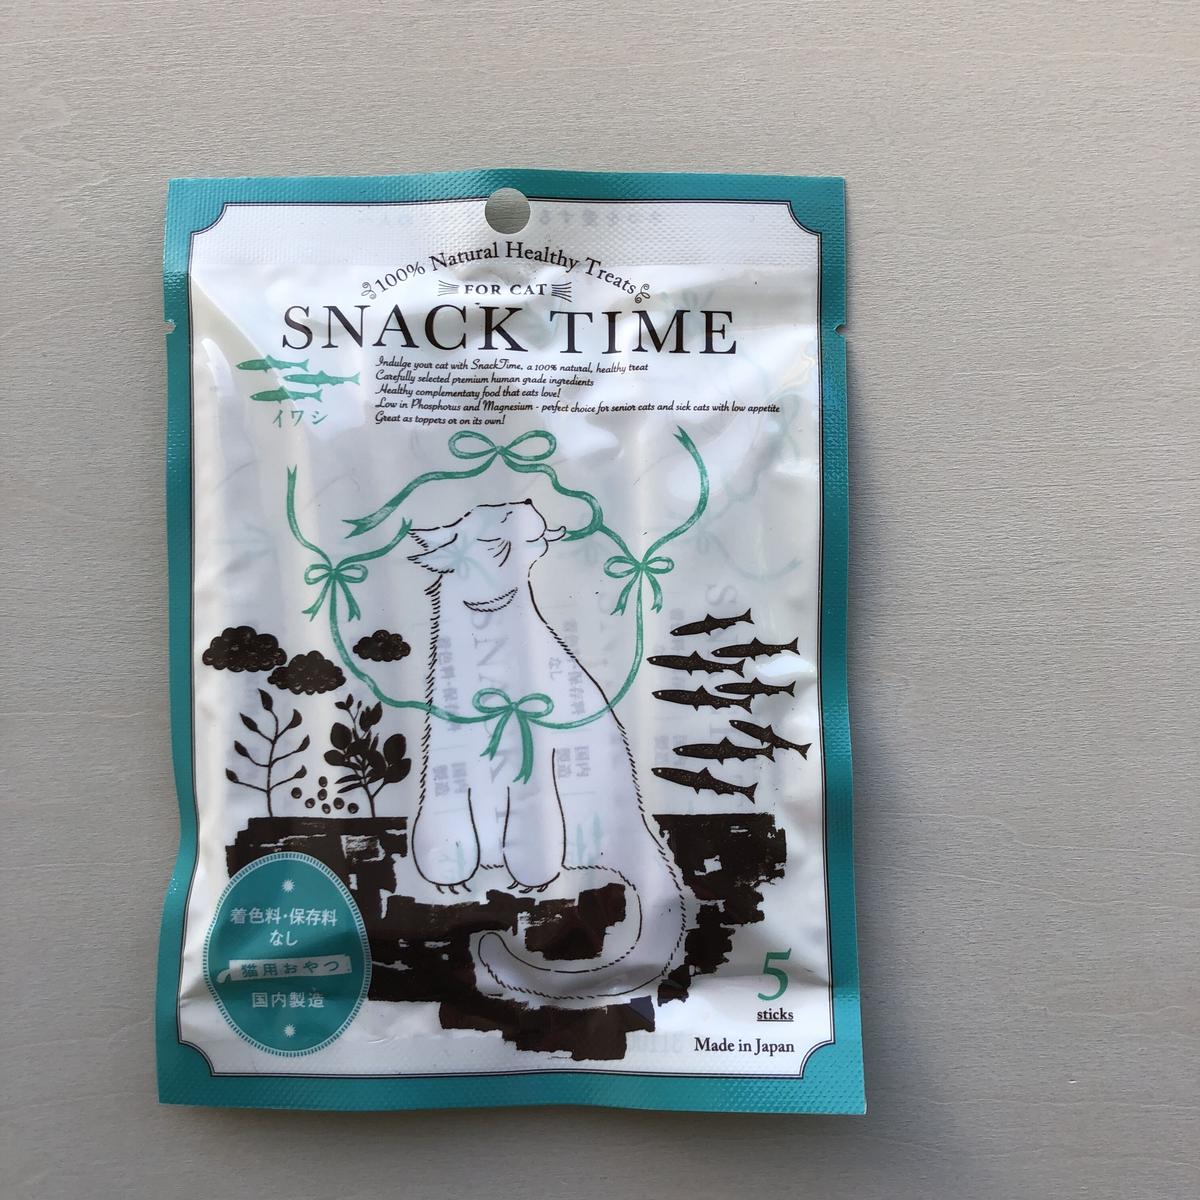 100% Natural Healthy Treats
FOR CAT
SNACK TIME
Indulge your cat with SnackTime, a 100% natural, healthy treat
Carefully selected premium human grade ingredients
Healthy complementary food that cats love!
Low in Phosphorus and Magnesium - perfect choice for senior cats and sick cats with low appetite
Great as toppers or on its own!
イワシ
着色料・保存料
なし
猫用おやつ
国内製造
5
sticks
Made in Japan